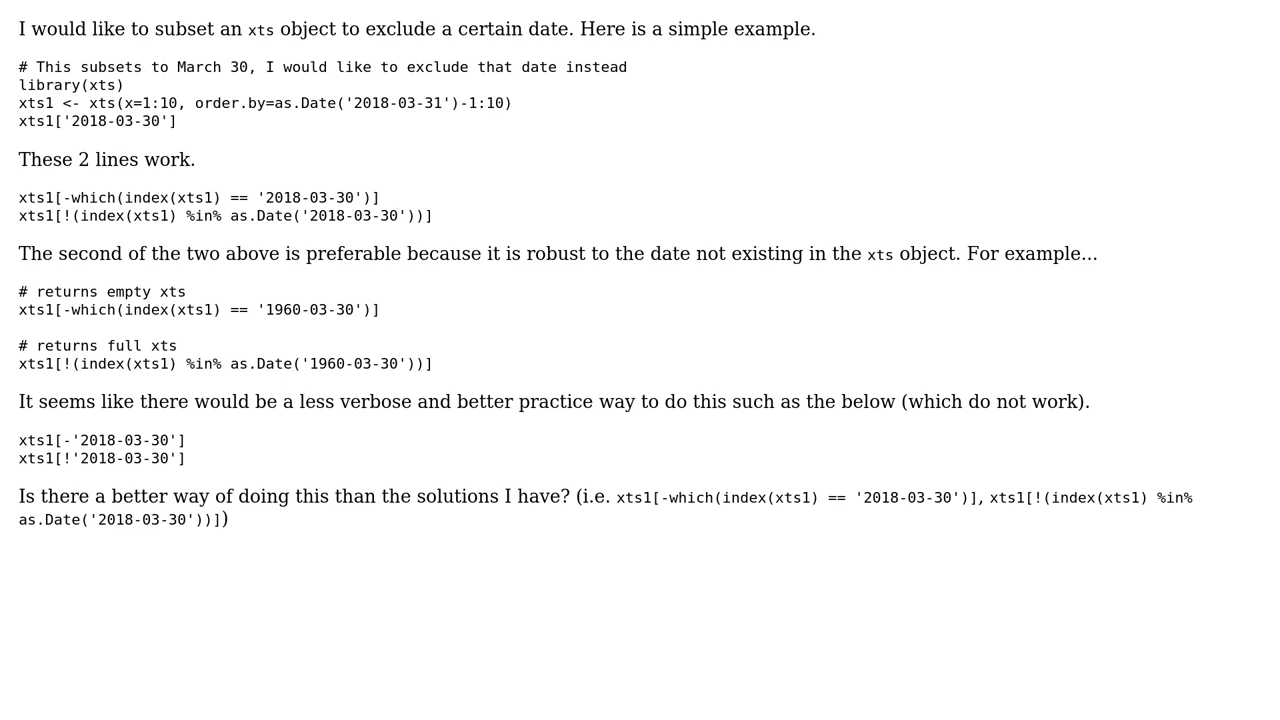 I would like to subset an xts object to exclude a certain date. Here is a simple example.
# This subsets to March 30, I would like to exclude that date instead
library(xts)
xts1 <- xts(x=1:10, order.by=as.Date('2018-03-31')-1:10)
xts1['2018-03-30']
These 2 lines work.
xts1[-which(index(xts1) == '2018-03-30')]
xts1[!(index(xts1) %in% as.Date('2018-03-30'))]
The second of the two above is preferable because it is robust to the date not existing in the xts object. For example...
# returns empty xts
xts1[-which(index(xts1) == '1960-03-30')]
# returns full xts
xts1[!(index(xts1) %in% as.Date('1960-03-30'))]
It seems like there would be a less verbose and better practice way to do this such as the below (which do not work).
xts1[-'2018-03-30']
xts1[!'2018-03-30']
Is there a better way of doing this than the solutions I have? (i.e. xts1[-which(index(xts1) == '2018-03-30')], xts1[!(index(xts1) %in%
as.Date('2018-03-30'))])